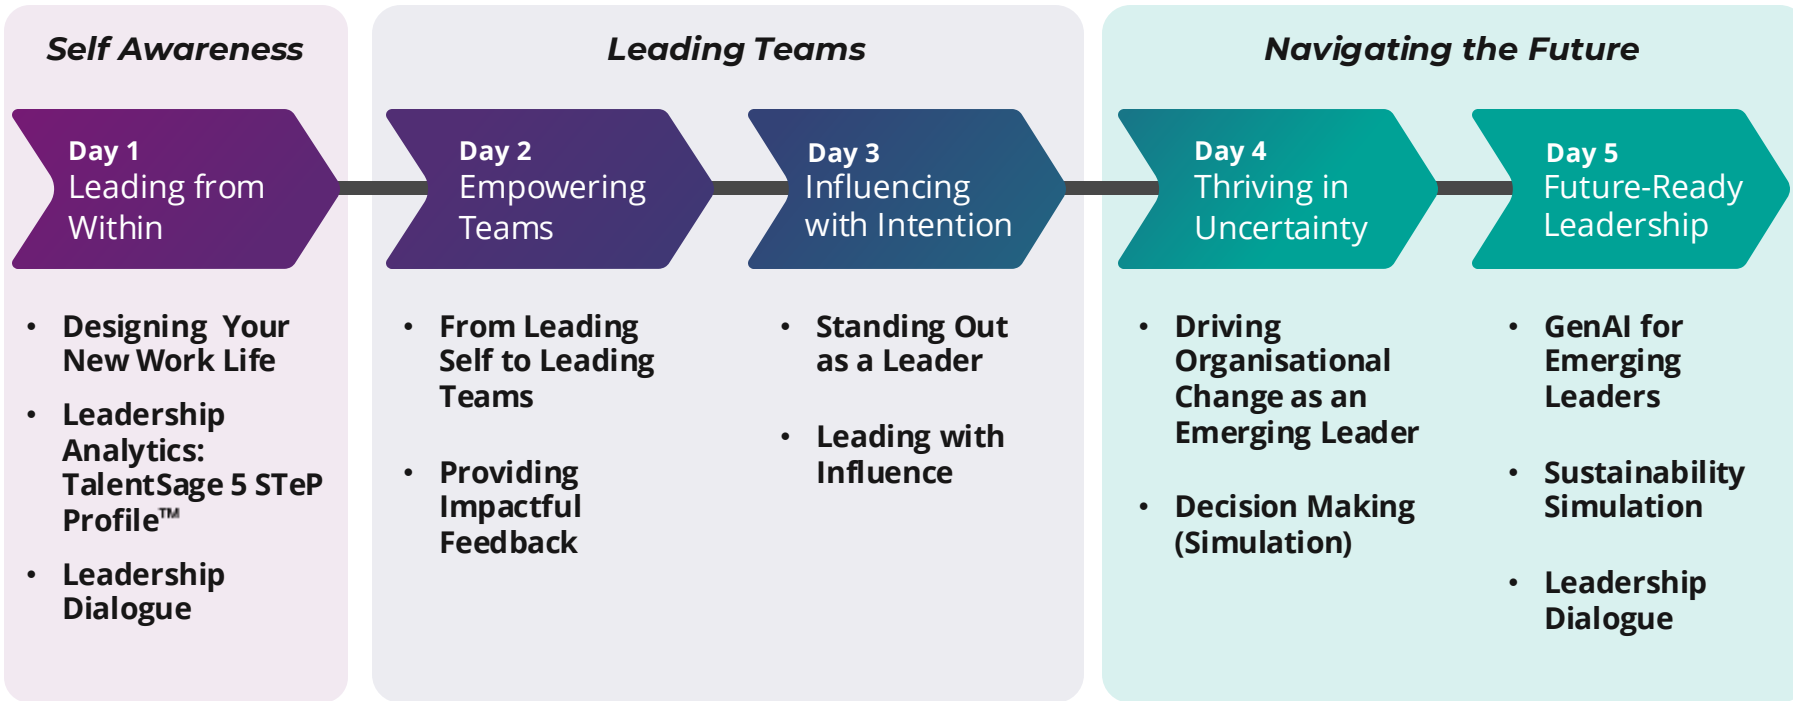 Self Awareness
Day 1
Leading from
Within
• Designing Your
New Work Life
• Leadership
Analytics:
TalentSage 5 STeP
Profile™
• Leadership
Dialogue
Leading Teams
Day 2
Empowering
Teams
• From Leading
Self to Leading
Teams
• Providing
Impactful
Feedback
Day 3
Influencing
with Intention
• Standing Out
as a Leader
• Leading with
Influence
Navigating the Future
Day 4
Thriving in
Uncertainty
• Driving
Organisational
Change as an
Emerging Leader
• Decision Making
(Simulation)
Day 5
Future-Ready
Leadership
• GenAI for
Emerging
Leaders
• Sustainability
Simulation
• Leadership
Dialogue